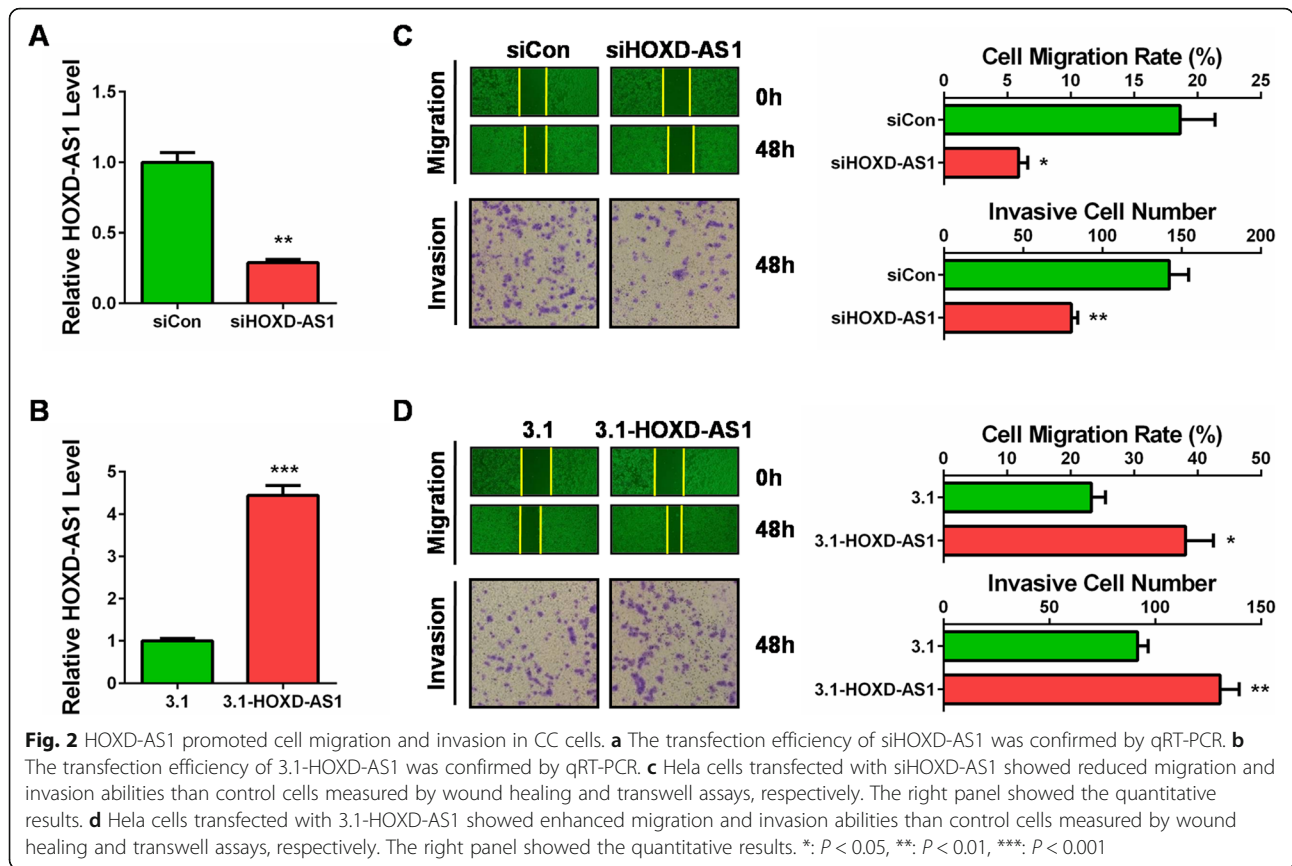 A
Relative HOXD-AS1 Level
1.5
1.0
0.5
0.0
**
siCon siHOXD-AS1
C
siCon siHOXD-AS1
Migration
0h
48h
Invasion
48h
Cell Migration Rate (%)
0 5 10 15 20 25
siCon
siHOXD-AS1 *
Invasive Cell Number
0 50 100 150 200
siCon
siHOXD-AS1 **
B
Relative HOXD-AS1 Level
5
4
3
2
1
0
***
3.1 3.1-HOXD-AS1
D
3.1 3.1-HOXD-AS1
Migration
0h
48h
Invasion
48h
Cell Migration Rate (%)
0 10 20 30 40 50
3.1
3.1-HOXD-AS1 *
Invasive Cell Number
0 50 100 150
3.1
3.1-HOXD-AS1 **
Fig. 2 HOXD-AS1 promoted cell migration and invasion in CC cells. a The transfection efficiency of siHOXD-AS1 was confirmed by qRT-PCR. b
The transfection efficiency of 3.1-HOXD-AS1 was confirmed by qRT-PCR. c Hela cells transfected with siHOXD-AS1 showed reduced migration and
invasion abilities than control cells measured by wound healing and transwell assays, respectively. The right panel showed the quantitative
results. d Hela cells transfected with 3.1-HOXD-AS1 showed enhanced migration and invasion abilities than control cells measured by wound
healing and transwell assays, respectively. The right panel showed the quantitative results. *: P < 0.05, **: P < 0.01, ***: P < 0.001